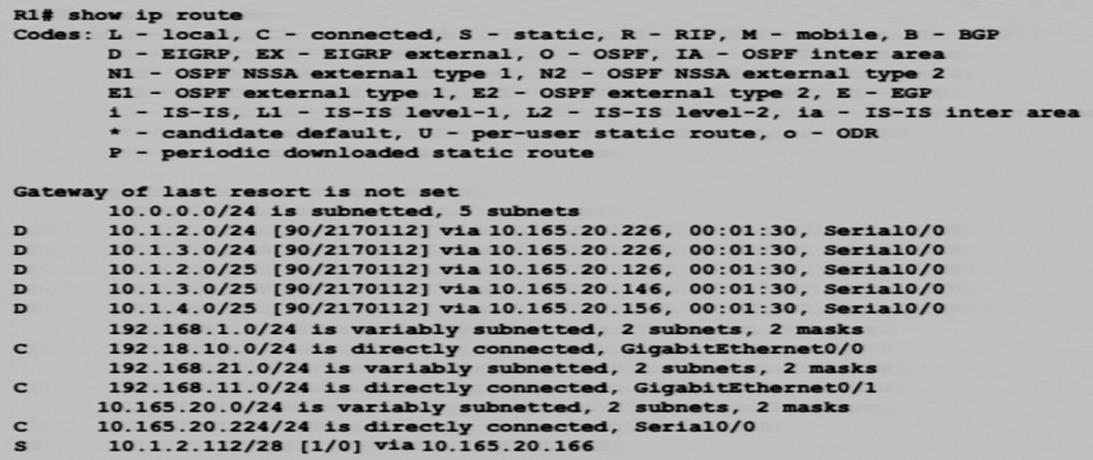 R1# show ip route
Codes: L - local, C - connected, S - static, R - RIP, M - mobile, B - BGP
D - EIGRP, EX - EIGRP external, O - OSPF, IA - OSPF inter area
N1 - OSPF NSSA external type 1, N2 - OSPF NSSA external type 2
E1 - OSPF external type 1, E2 - OSPF external type 2, E - EGP
i - IS-IS, L1 - IS-IS level-1, L2 - IS-IS level-2, ia - IS-IS inter area
* - candidate default, U - per-user static route, o - ODR
P - periodic downloaded static route
Gateway of last resort is not set
10.0.0.0/24 is subnetted, 5 subnets
D 10.1.2.0/24 [90/2170112] via 10.165.20.226, 00:01:30, Serial0/0
D 10.1.3.0/24 [90/2170112] via 10.165.20.226, 00:01:30, Serial0/0
D 10.1.2.0/25 [90/2170112] via 10.165.20.126, 00:01:30, Serial0/0
D 10.1.3.0/25 [90/2170112] via 10.165.20.146, 00:01:30, Serial0/0
D 10.1.4.0/25 [90/2170112] via 10.165.20.156, 00:01:30, Serial0/0
192.168.1.0/24 is variably subnetted, 2 subnets, 2 masks
C 192.18.10.0/24 is directly connected, GigabitEthernet0/0
192.168.21.0/24 is variably subnetted, 2 subnets, 2 masks
C 192.168.11.0/24 is directly connected, GigabitEthernet0/1
10.165.20.0/24 is variably subnetted, 2 subnets, 2 masks
C 10.165.20.224/24 is directly connected, Serial0/0
S 10.1.2.112/28 [1/0] via 10.165.20.166